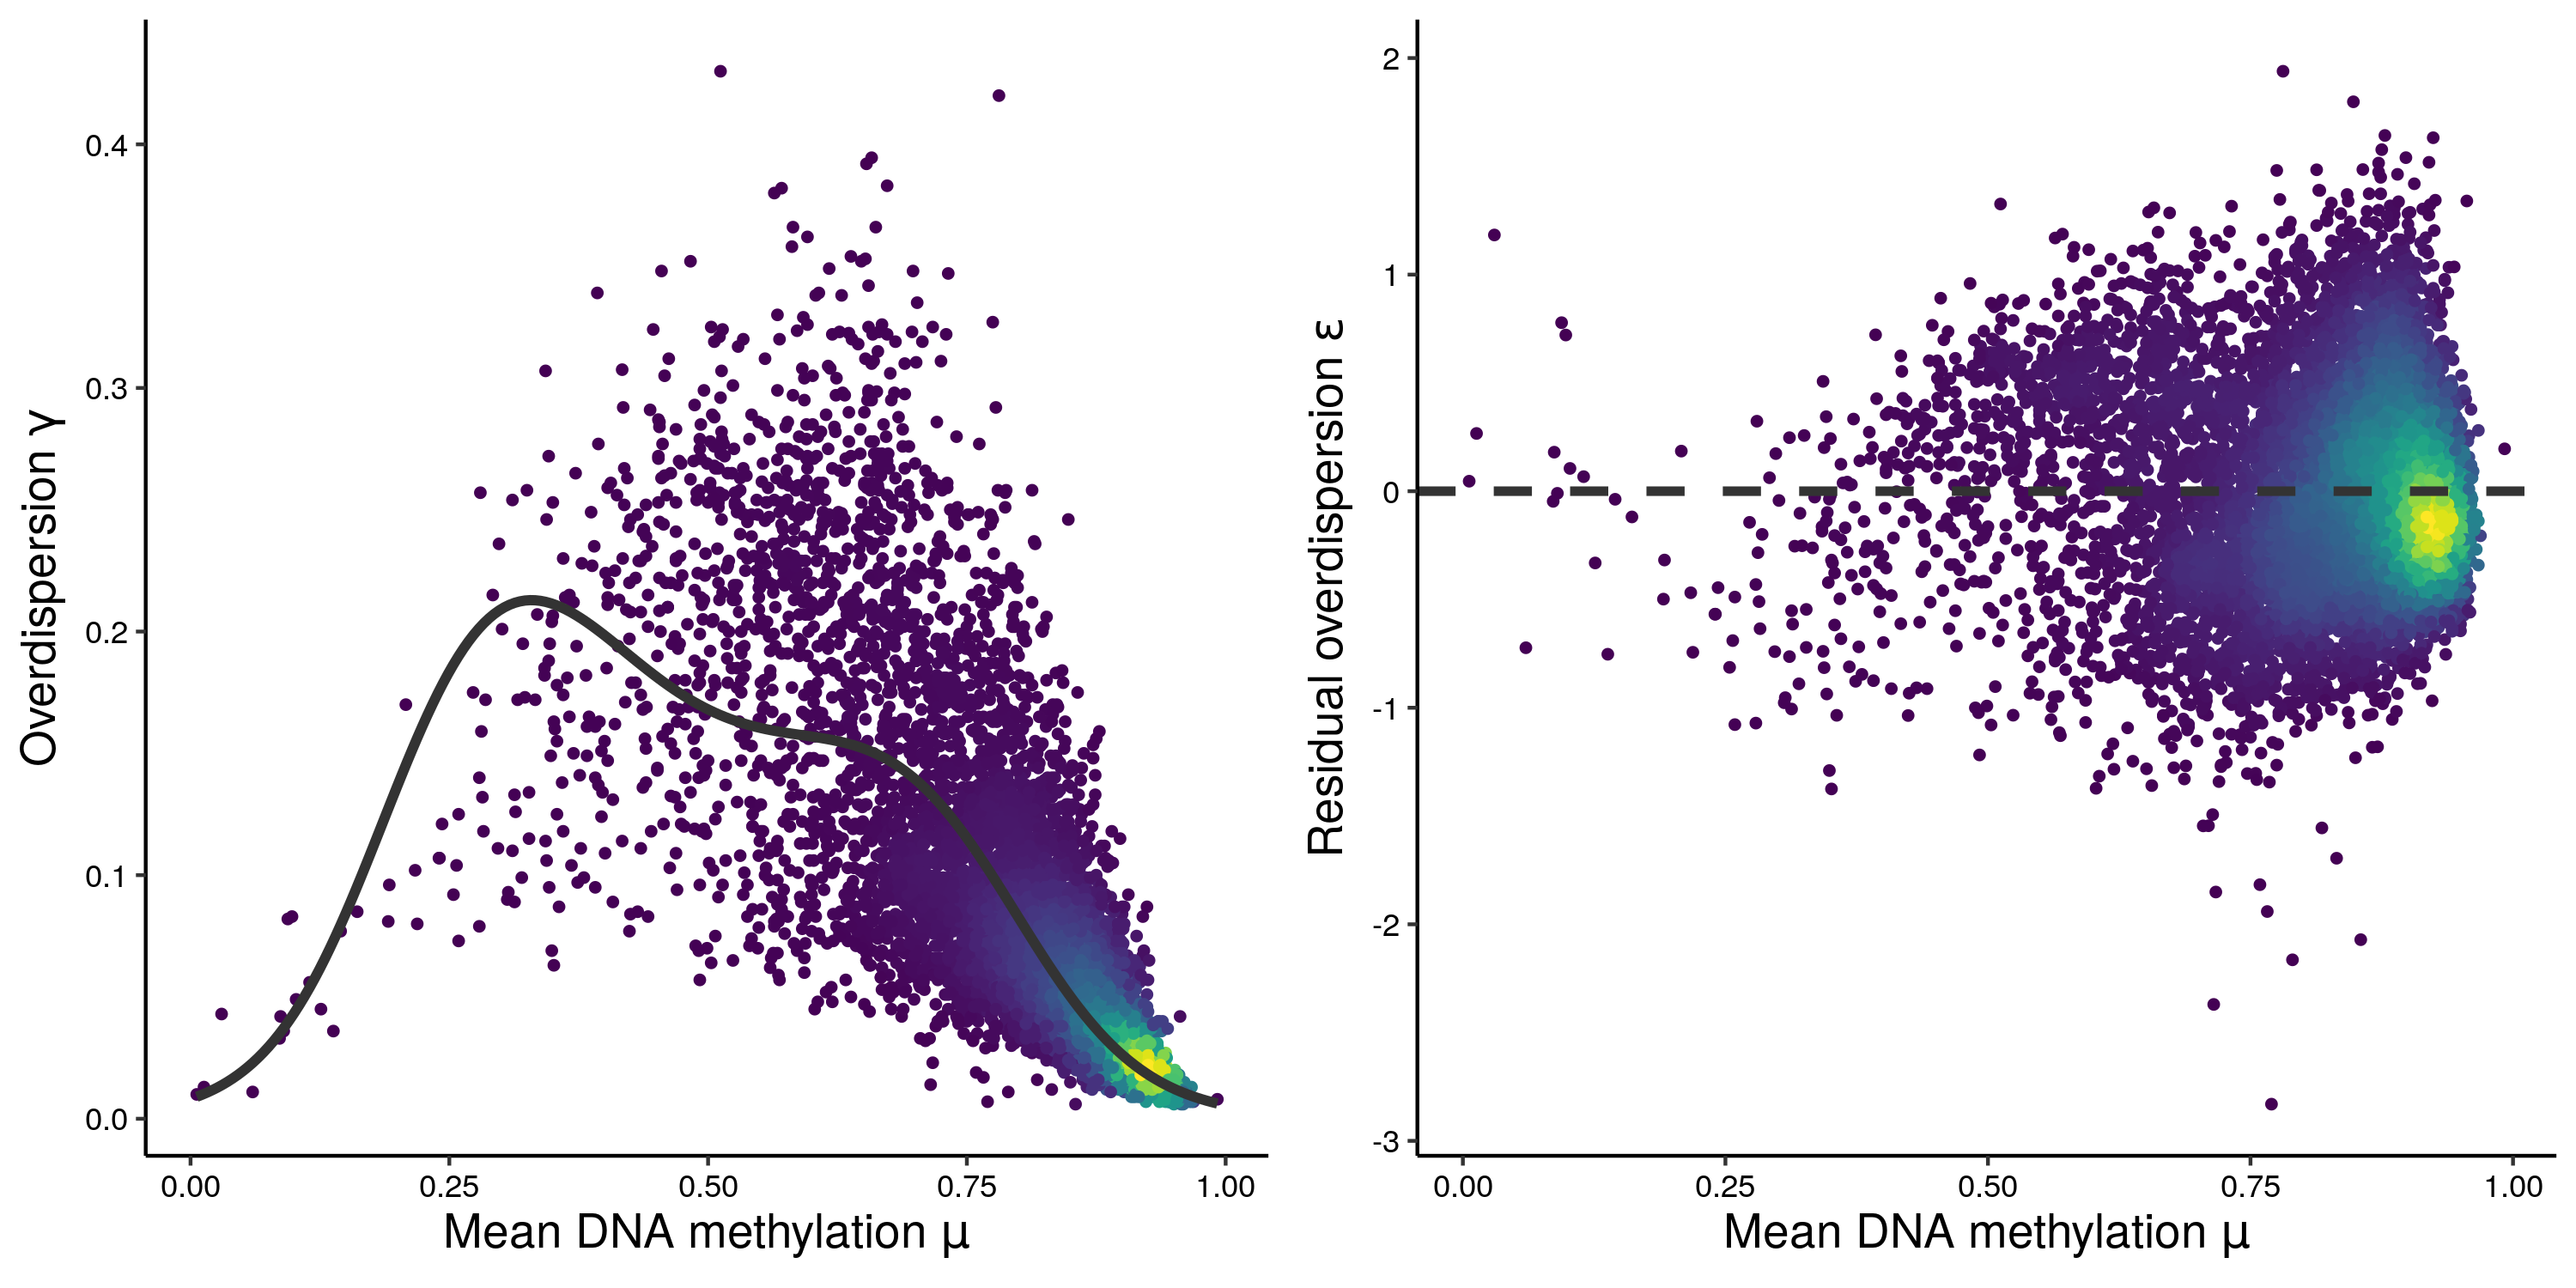 Overdispersion γ
0.4
0.3
0.2
0.1
0.0
0.00 0.25 0.50 0.75 1.00
Mean DNA methylation μ
Residual overdispersion ε
2
1
0
-1
-2
-3
0.00 0.25 0.50 0.75 1.00
Mean DNA methylation μ